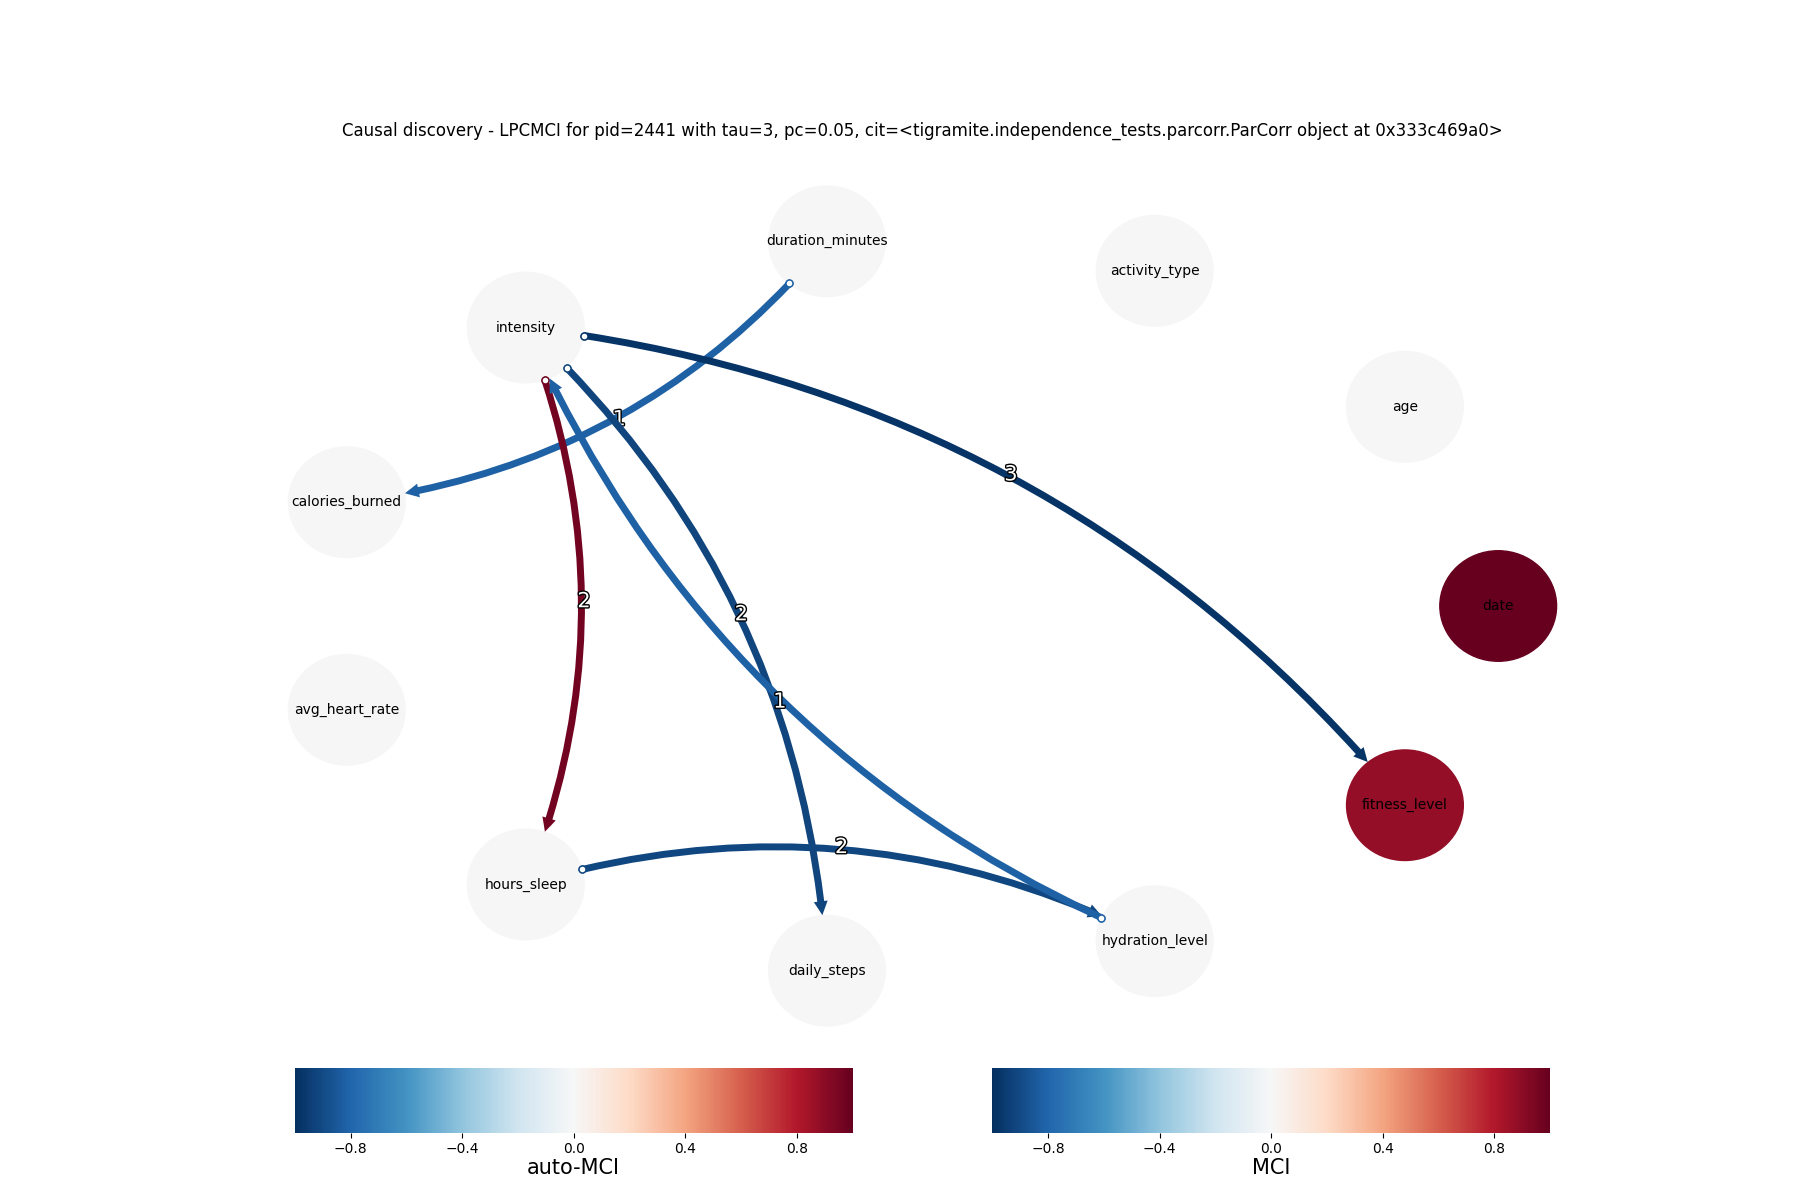 Causal discovery - LPCMCI for pid=2441 with tau=3, pc=0.05, cit=<tigramite.independence_tests.parcorr.ParCorr object at 0x333c469a0>
duration_minutes
activity_type
intensity
age
1
3
calories_burned
2
2
date
1
avg_heart_rate
fitness_level
2
hours_sleep
hydration_level
daily_steps
−0.8 −0.4 0.0 0.4 0.8
auto-MCI
−0.8 −0.4 0.0 0.4 0.8
MCI